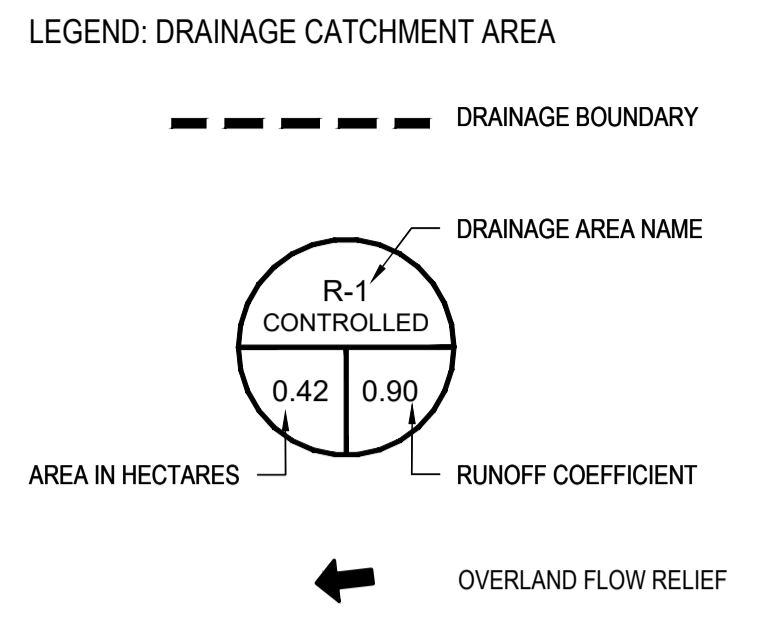 LEGEND: DRAINAGE CATCHMENT AREA
DRAINAGE BOUNDARY
DRAINAGE AREA NAME
R-1
CONTROLLED
0.42 0.90
AREA IN HECTARES
RUNOFF COEFFICIENT
OVERLAND FLOW RELIEF